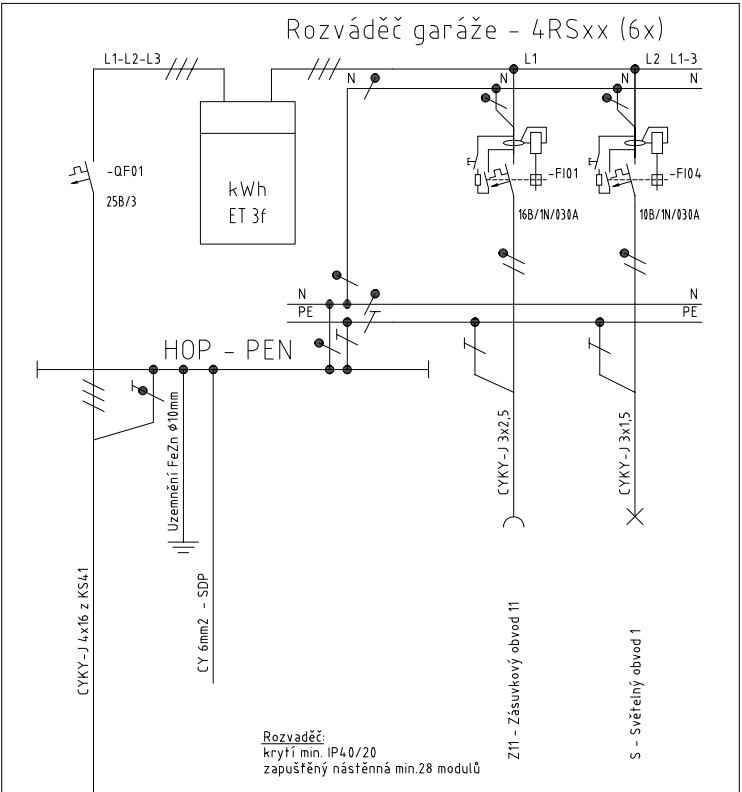 Rozváděč garáže - 4RSxx (6x)
L1-L2-L3
L1
L2 L1-3
N
N
N
N
-QF01
25B/3
kWh
ET 3f
-FI01
16B/1N/030A
-FI04
10B/1N/030A
N
N
PE
PE
HOP - PEN
Uzemnění FeZn ø10mm
CYKY-J 3x2,5
CYKY-J 3x1,5
CYKY-J 4x16 z KS41
CY 6mm2 - SDP
Z11 - Zásuvkový obvod 11
S - Světelný obvod 1
Rozvaděč:
krytí min. IP40/20
zapuštěný nástěnná min.28 modulů